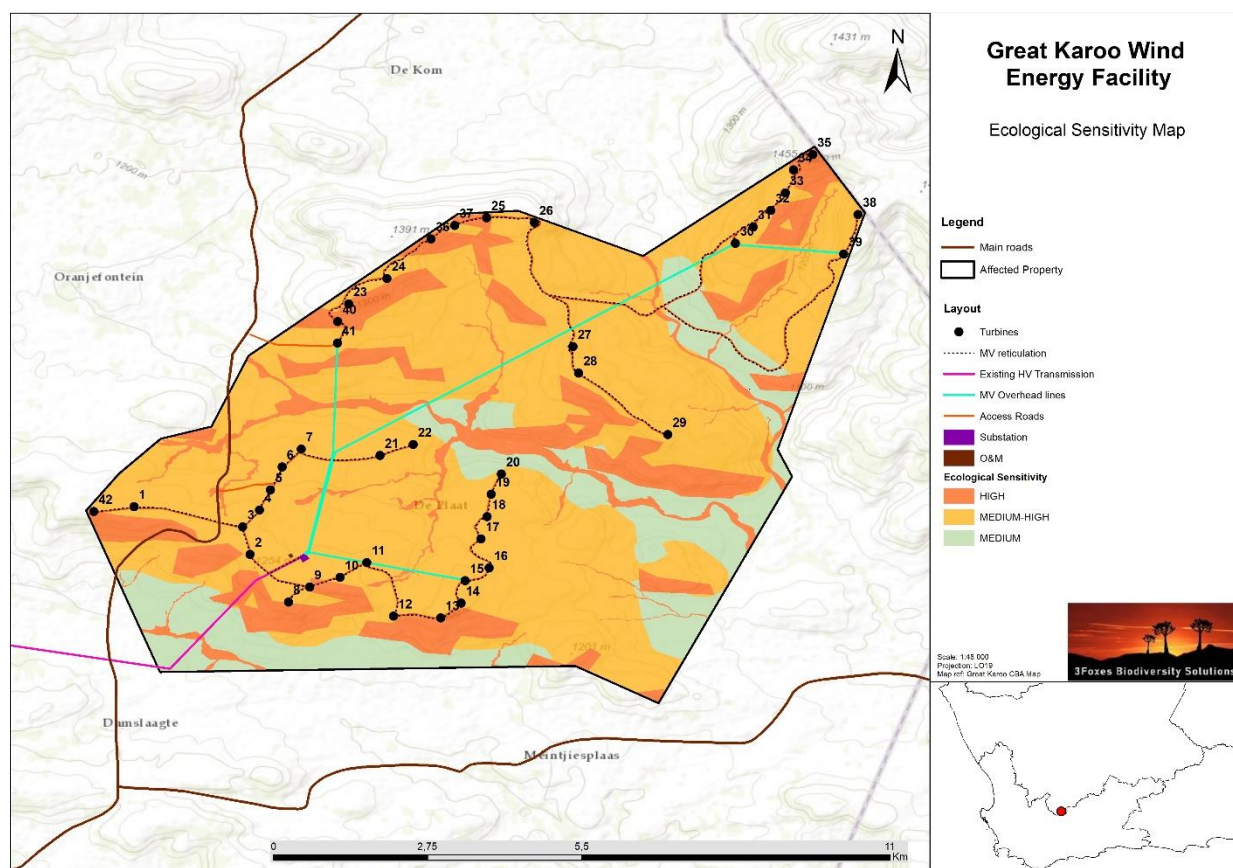 1431 m
N
De Kom
1300 m
35
1455
34
1200 m
33
32
37
25
38
31
26
1391 m
36
30
39
Oranjefontein
24
23
40
41
27
28
29
7
22
6
21
5
20
4
19
42
1
De Plaat
18
3
17
2
11
1254
16
10
15
9
14
8
12
13
1201 m
Damslaagte
Meintjiesplaas
0
2,75
5,5
11
Km
Great Karoo Wind
Energy Facility
Ecological Sensitivity Map
Legend
Main roads
Affected Property
Layout
Turbines
MV reticulation
Existing HV Transmission
MV Overhead lines
Access Roads
Substation
O&M
Ecological Sensitivity
HIGH
MEDIUM-HIGH
MEDIUM
Scale: 1:48 000
Projection: LO19
Map ref: Great Karoo CBA Map
3Foxes Biodiversity Solutions